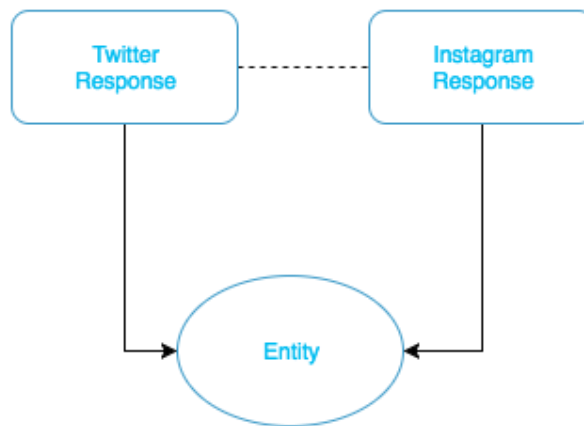 Twitter
Response
Instagram
Response
Entity